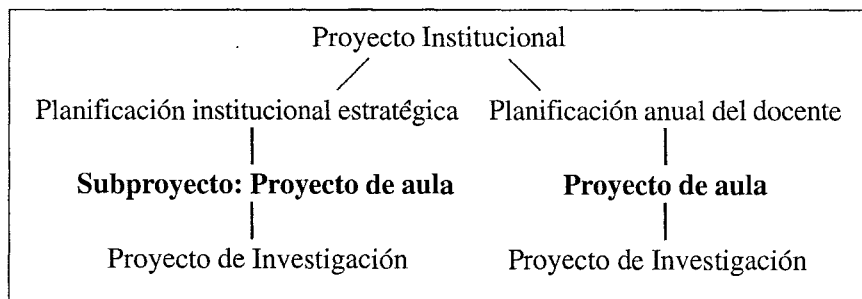 Proyecto Institucional
Planificación institucional estratégica Planificación anual del docente
Subproyecto: Proyecto de aula Proyecto de aula
Proyecto de Investigación Proyecto de Investigación